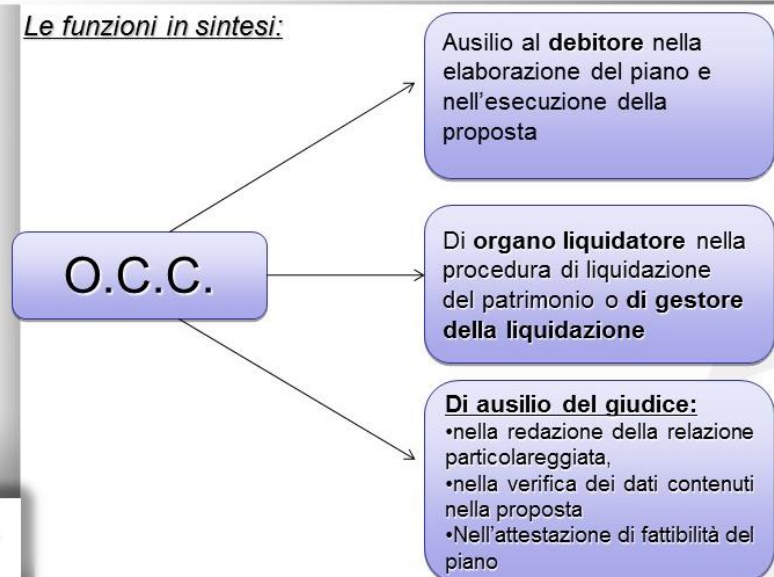 Le funzioni in sintesi:
Ausilio al debitore nella
elaborazione del piano e
nell'esecuzione della
proposta
O.C.C.
Di organo liquidatore nella
procedura di liquidazione
del patrimonio o di gestore
della liquidazione
Di ausilio del giudice:
•nella redazione della relazione
particolareggiata,
•nella verifica dei dati contenuti
nella proposta
•Nell'attestazione di fattibilità del
piano